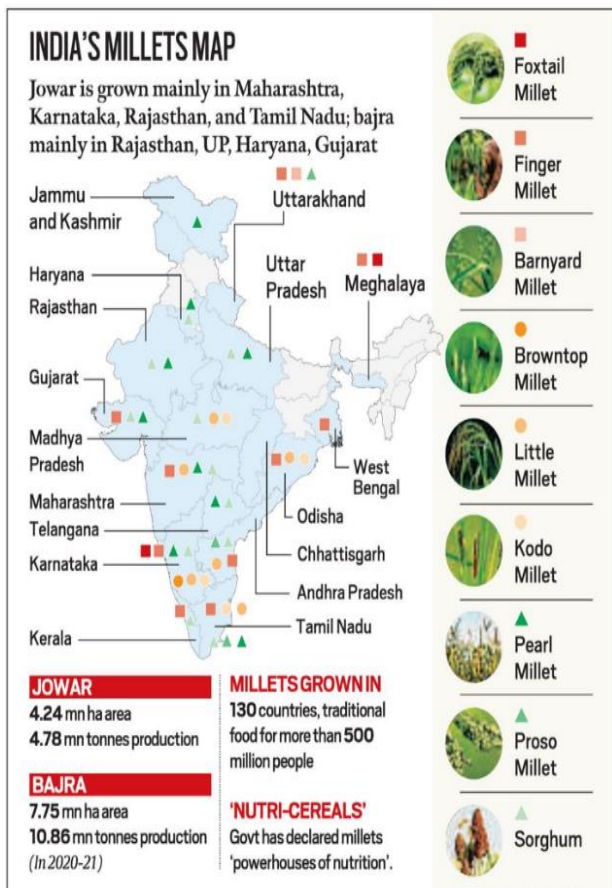 INDIA'S MILLETS MAP
Jowar is grown mainly in Maharashtra,
Karnataka, Rajasthan, and Tamil Nadu; bajra
mainly in Rajasthan, UP, Haryana, Gujarat
Jammu
and Kashmir
Uttarakhand
Haryana
Uttar
Pradesh
Meghalaya
Rajasthan
Gujarat
Madhya
Pradesh
West
Bengal
Maharashtra
Odisha
Telangana
Chhattisgarh
Karnataka
Andhra Pradesh
Tamil Nadu
Kerala
JOWAR
4.24 mn ha area
4.78 mn tonnes production
BAJRA
7.75 mn ha area
10.86 mn tonnes production
(In 2020-21)
MILLETS GROWN IN
130 countries, traditional
food for more than 500
million people
'NUTRI-CEREALS'
Govt has declared millets
'powerhouses of nutrition'.
Foxtail
Millet
Finger
Millet
Barnyard
Millet
Browntop
Millet
Little
Millet
Kodo
Millet
Pearl
Millet
Proso
Millet
Sorghum